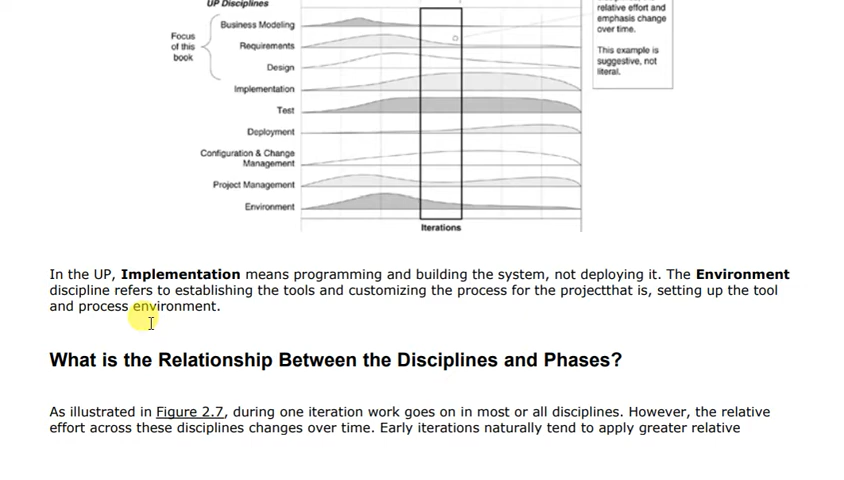 UP Disciplines
relative effort and
emphasis change
over time.
This example is
suggestive, not
literal.
Focus
of this
book
Business Modeling
Requirements
Design
Implementation
Test
Deployment
Configuration & Change
Management
Project Management
Environment
Iterations
In the UP, Implementation means programming and building the system, not deploying it. The Environment
discipline refers to establishing the tools and customizing the process for the projectthat is, setting up the tool
and process environment.
What is the Relationship Between the Disciplines and Phases?
As illustrated in Figure 2.7, during one iteration work goes on in most or all disciplines. However, the relative
effort across these disciplines changes over time. Early iterations naturally tend to apply greater relative